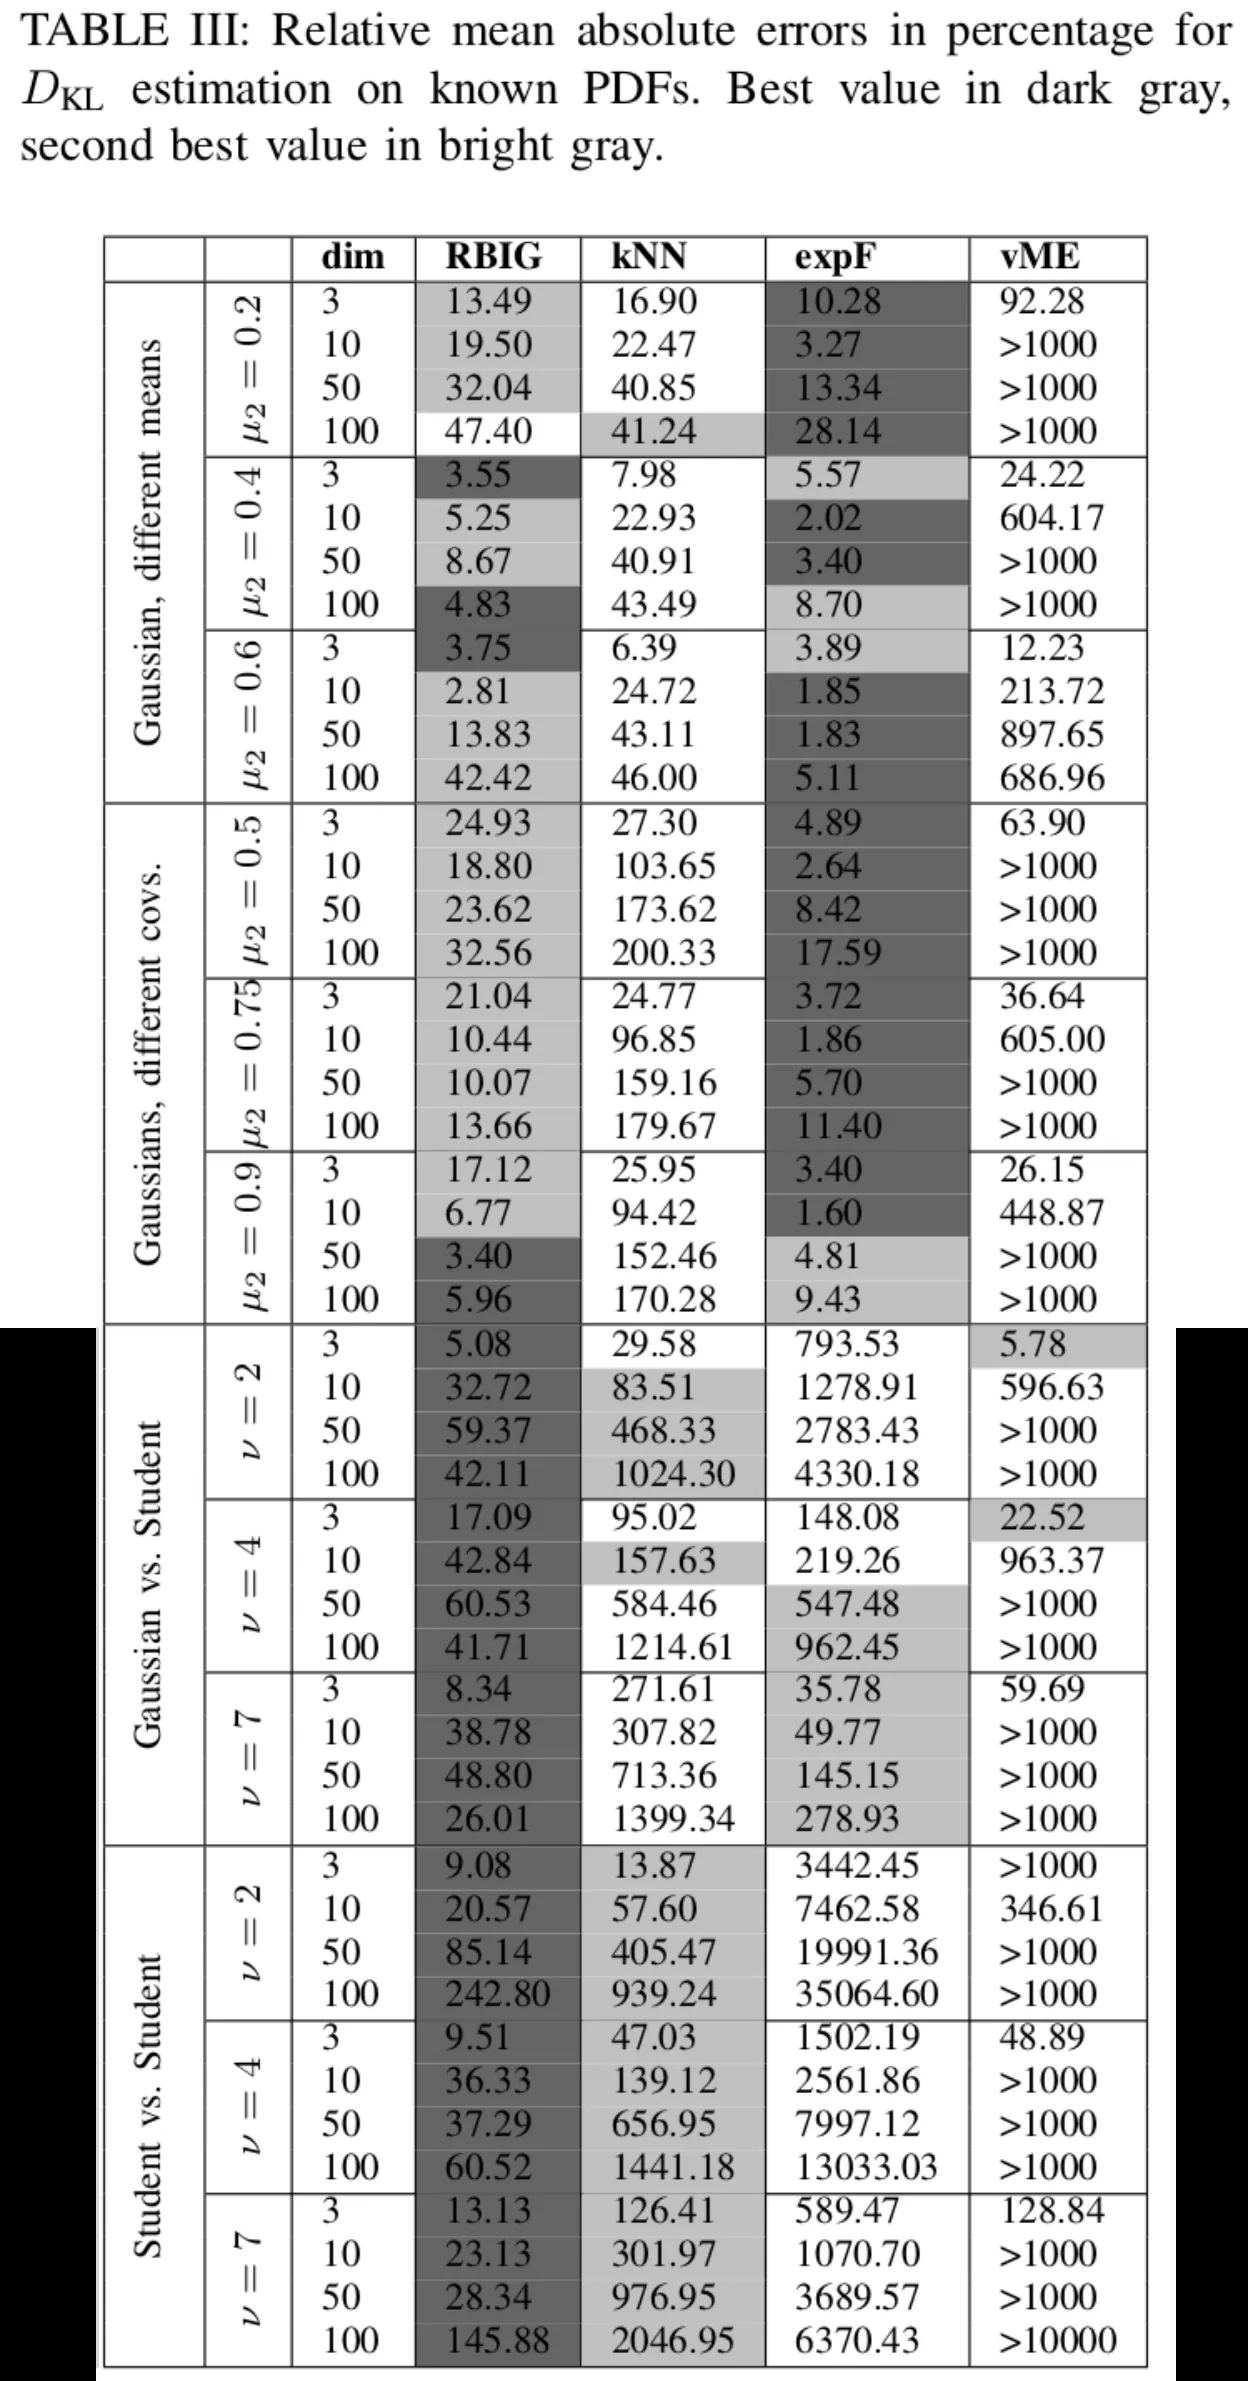 TABLE III: Relative mean absolute errors in percentage for
D_KL estimation on known PDFs. Best value in dark gray,
second best value in bright gray.
dim RBIG kNN expF vME
Gaussian, different means
μ2 = 0.2
3 13.49 16.90 10.28 92.28
10 19.50 22.47 3.27 >1000
50 32.04 40.85 13.34 >1000
100 47.40 41.24 28.14 >1000
μ2 = 0.4
3 3.55 7.98 5.57 24.22
10 5.25 22.93 2.02 604.17
50 8.67 40.91 3.40 >1000
100 4.83 43.49 8.70 >1000
μ2 = 0.6
3 3.75 6.39 3.89 12.23
10 2.81 24.72 1.85 213.72
50 13.83 43.11 1.83 897.65
100 42.42 46.00 5.11 686.96
Gaussians, different covs.
μ2 = 0.5
3 24.93 27.30 4.89 63.90
10 18.80 103.65 2.64 >1000
50 23.62 173.62 8.42 >1000
100 32.56 200.33 17.59 >1000
μ2 = 0.75
3 21.04 24.77 3.72 36.64
10 10.44 96.85 1.86 605.00
50 10.07 159.16 5.70 >1000
100 13.66 179.67 11.40 >1000
μ2 = 0.9
3 17.12 25.95 3.40 26.15
10 6.77 94.42 1.60 448.87
50 3.40 152.46 4.81 >1000
100 5.96 170.28 9.43 >1000
Gaussian vs. Student
ν = 2
3 5.08 29.58 793.53 5.78
10 32.72 83.51 1278.91 596.63
50 59.37 468.33 2783.43 >1000
100 42.11 1024.30 4330.18 >1000
ν = 4
3 17.09 95.02 148.08 22.52
10 42.84 157.63 219.26 963.37
50 60.53 584.46 547.48 >1000
100 41.71 1214.61 962.45 >1000
ν = 7
3 8.34 271.61 35.78 59.69
10 38.78 307.82 49.77 >1000
50 48.80 713.36 145.15 >1000
100 26.01 1399.34 278.93 >1000
Student vs. Student
ν = 2
3 9.08 13.87 3442.45 >1000
10 20.57 57.60 7462.58 346.61
50 85.14 405.47 19991.36 >1000
100 242.80 939.24 35064.60 >1000
ν = 4
3 9.51 47.03 1502.19 48.89
10 36.33 139.12 2561.86 >1000
50 37.29 656.95 7997.12 >1000
100 60.52 1441.18 13033.03 >1000
ν = 7
3 13.13 126.41 589.47 128.84
10 23.13 301.97 1070.70 >1000
50 28.34 976.95 3689.57 >1000
100 145.88 2046.95 6370.43 >10000